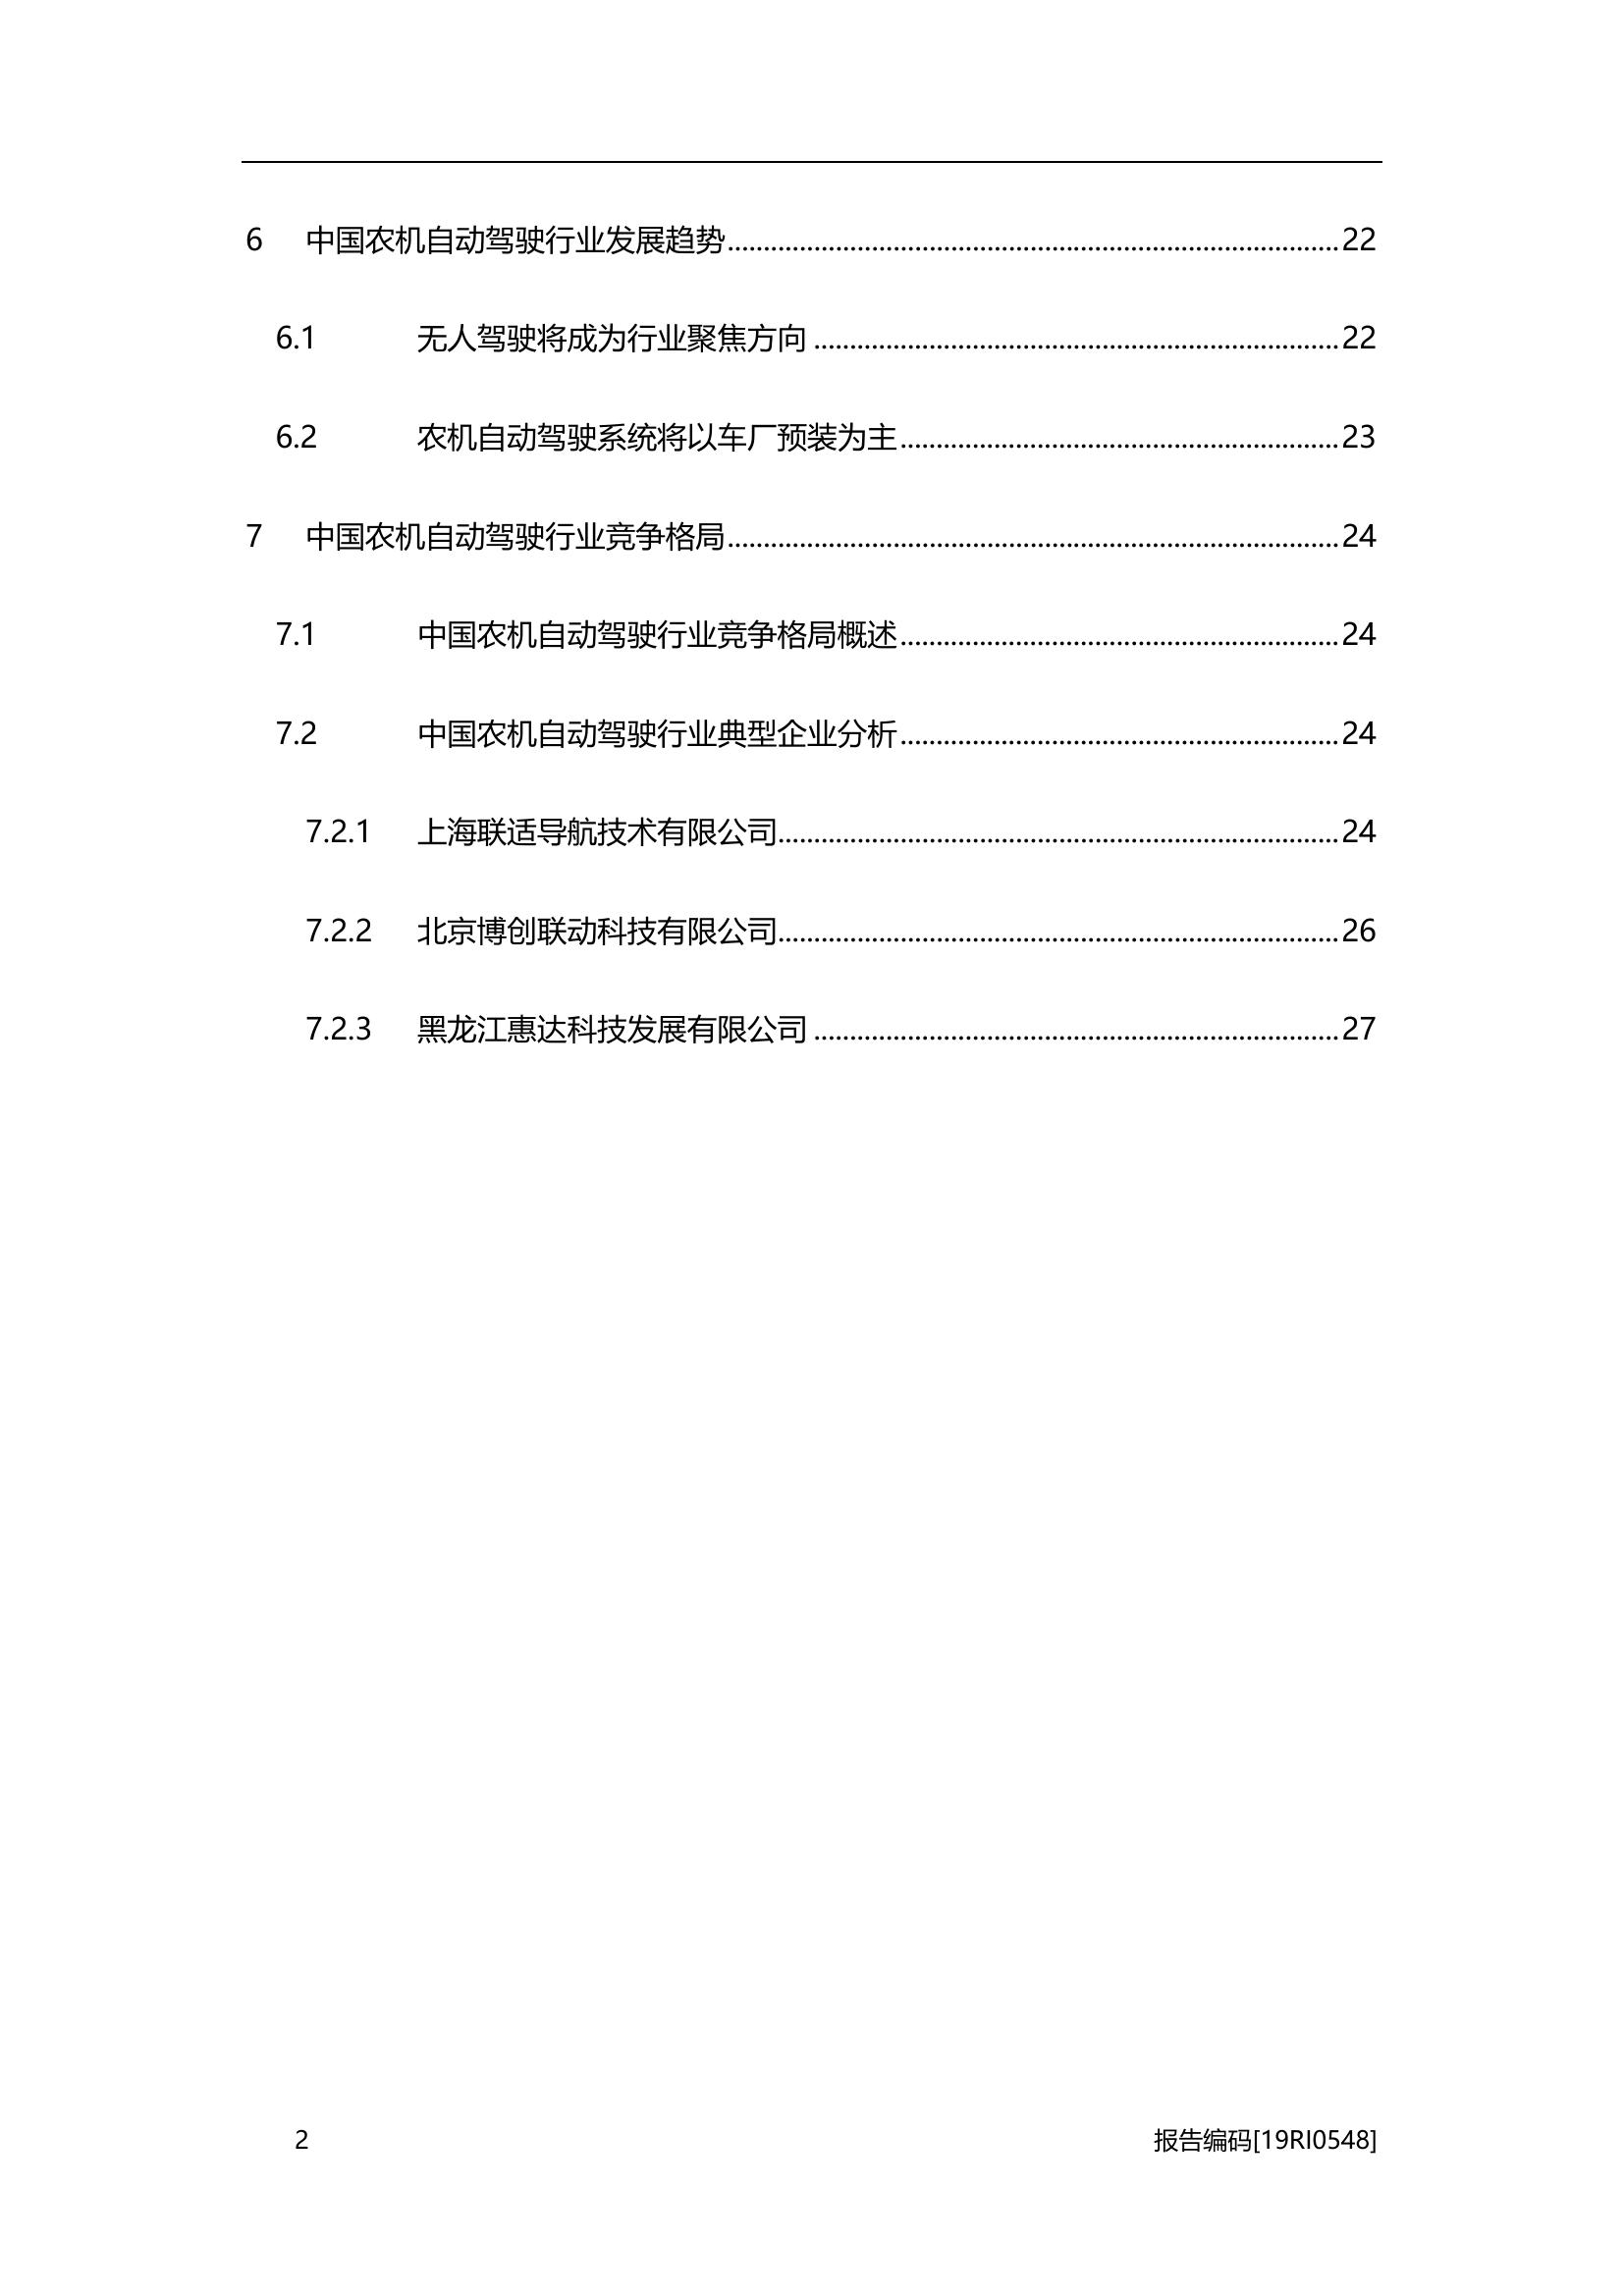 6 中国农机自动驾驶行业发展趋势 22
6.1 无人驾驶将成为行业聚焦方向 22
6.2 农机自动驾驶系统将以车厂预装为主 23
7 中国农机自动驾驶行业竞争格局 24
7.1 中国农机自动驾驶行业竞争格局概述 24
7.2 中国农机自动驾驶行业典型企业分析 24
7.2.1 上海联适导航技术有限公司 24
7.2.2 北京博创联动科技有限公司 26
7.2.3 黑龙江惠达科技发展有限公司 27
2 报告编码[19RI0548]